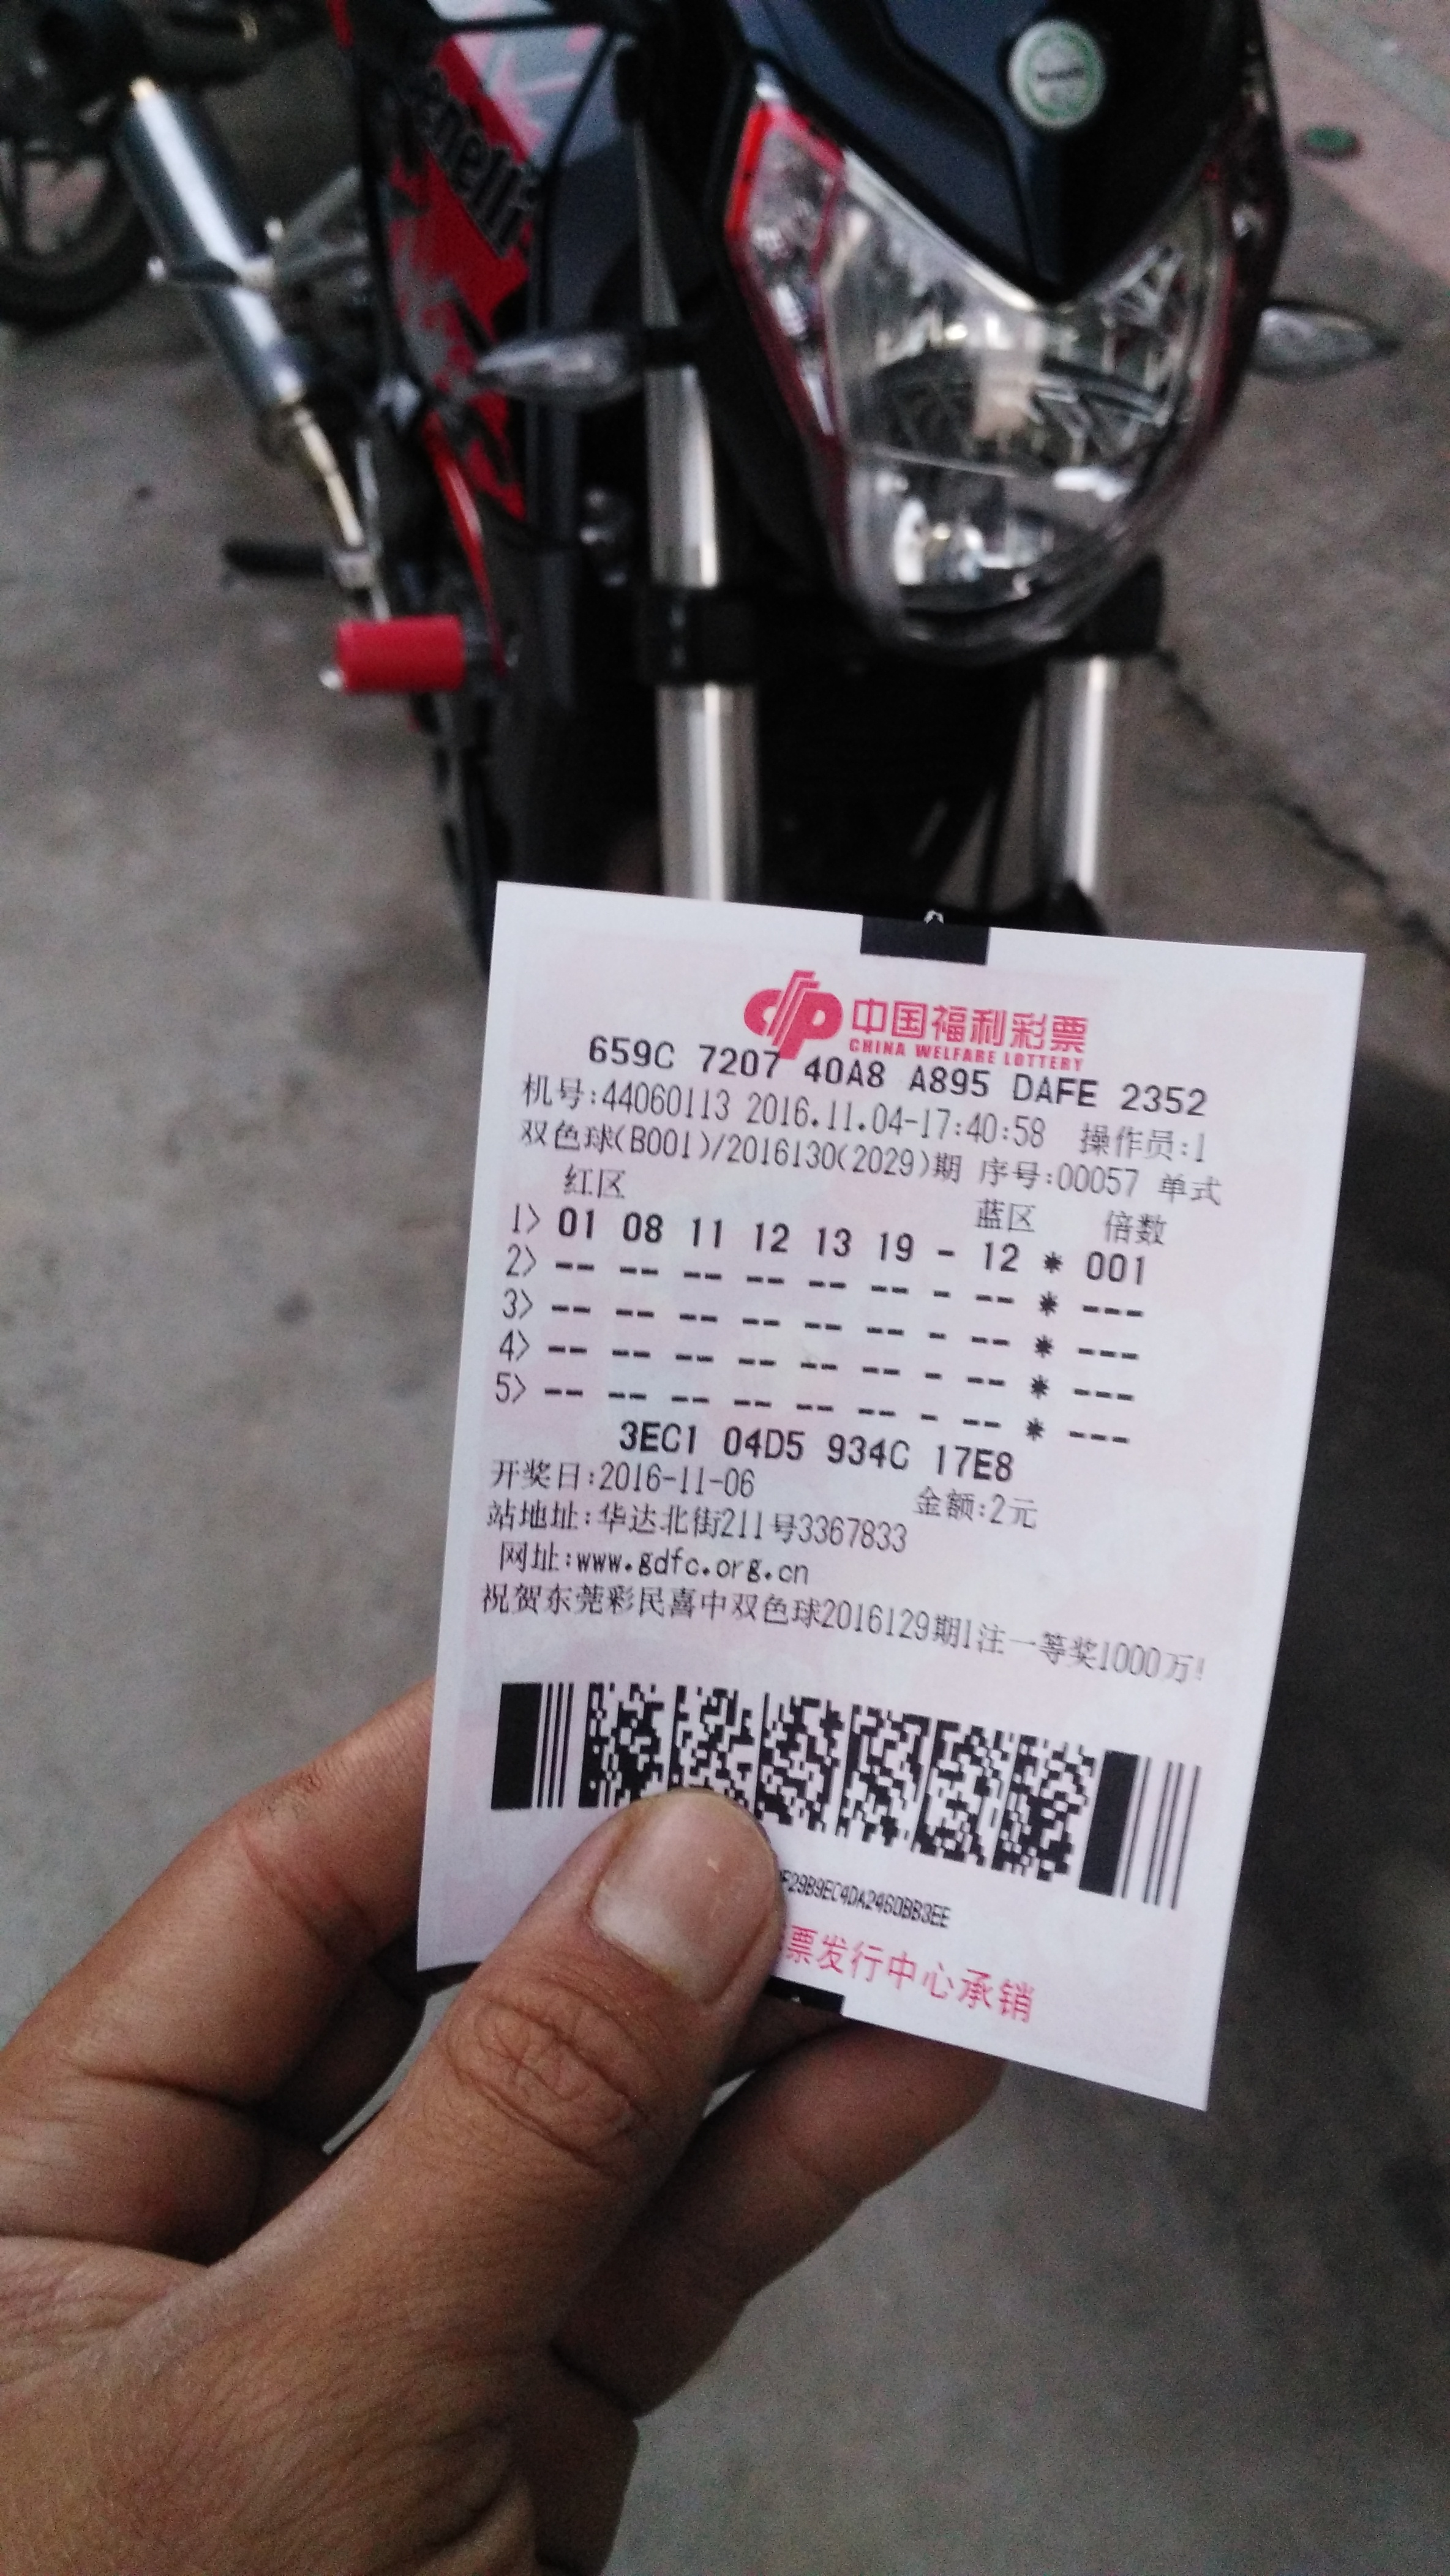 enelli
中国福利彩票
CHINA WELFARE LOTTERY
659C 7207 40A8 A895 DAFE 2352
机号:44060113 2016.11.04-17:40:58 操作员:1
双色球(B001)/2016130(2029)期 序号:00057 单式
红区 蓝区 倍数
1> 01 08 11 12 13 19 - 12 * 001
2> -- -- -- -- -- -- - -- * ---
3> -- -- -- -- -- -- - -- * ---
4> -- -- -- -- -- -- - -- * ---
5> -- -- -- -- -- -- - -- * ---
3EC1 04D5 934C 17E8
开奖日:2016-11-06 金额:2元
站地址:华达北街211号3367833
网址:www.gdfc.org.cn
祝贺东莞彩民喜中双色球2016129期1注一等奖1000万!
F29B9EC4DA2460BB3EE
票发行中心承销